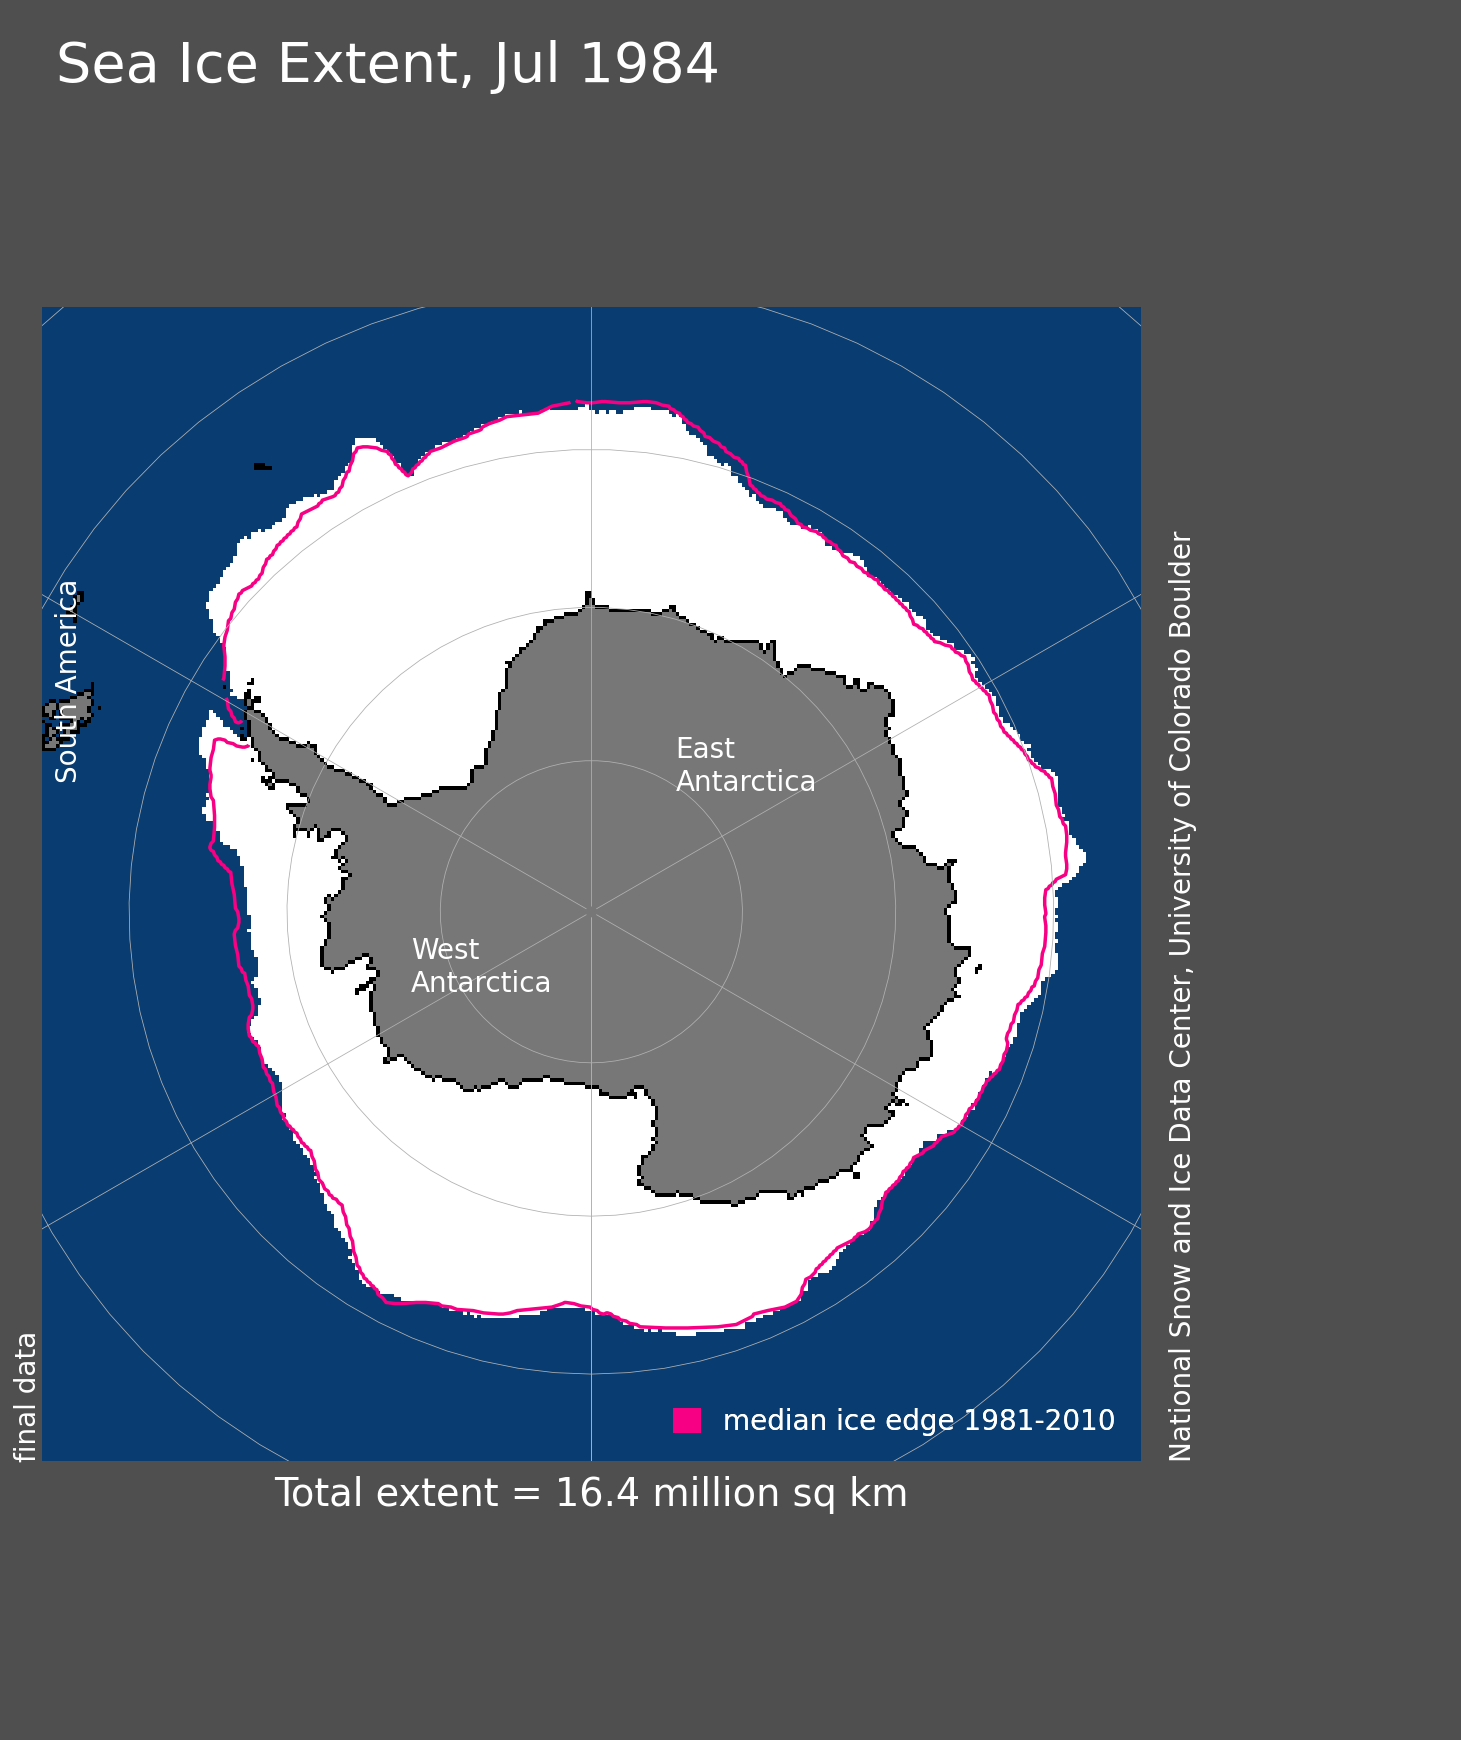 Sea Ice Extent, Jul 1984
South America
East
Antarctica
West
Antarctica
median ice edge 1981-2010
final data
National Snow and Ice Data Center, University of Colorado Boulder
Total extent = 16.4 million sq km